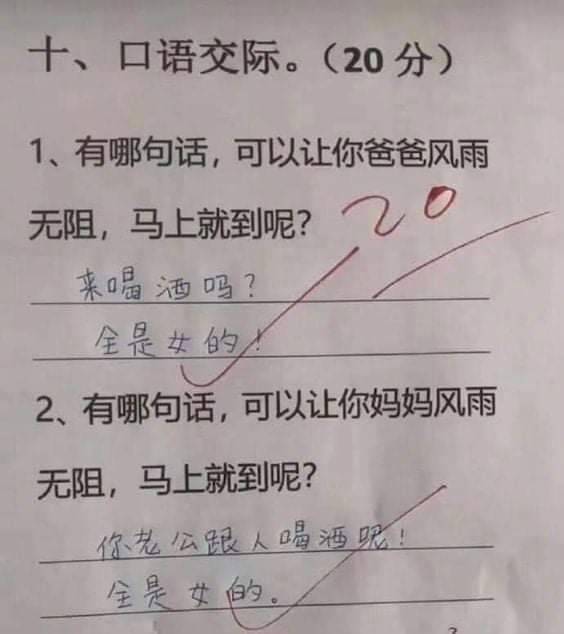 十、口语交际。（20 分）
1、有哪句话，可以让你爸爸风雨
无阻，马上就到呢？
20
来喝酒吗？
全是女的！
2、有哪句话，可以让你妈妈风雨
无阻，马上就到呢？
你老公跟人喝酒呢！
全是女的。